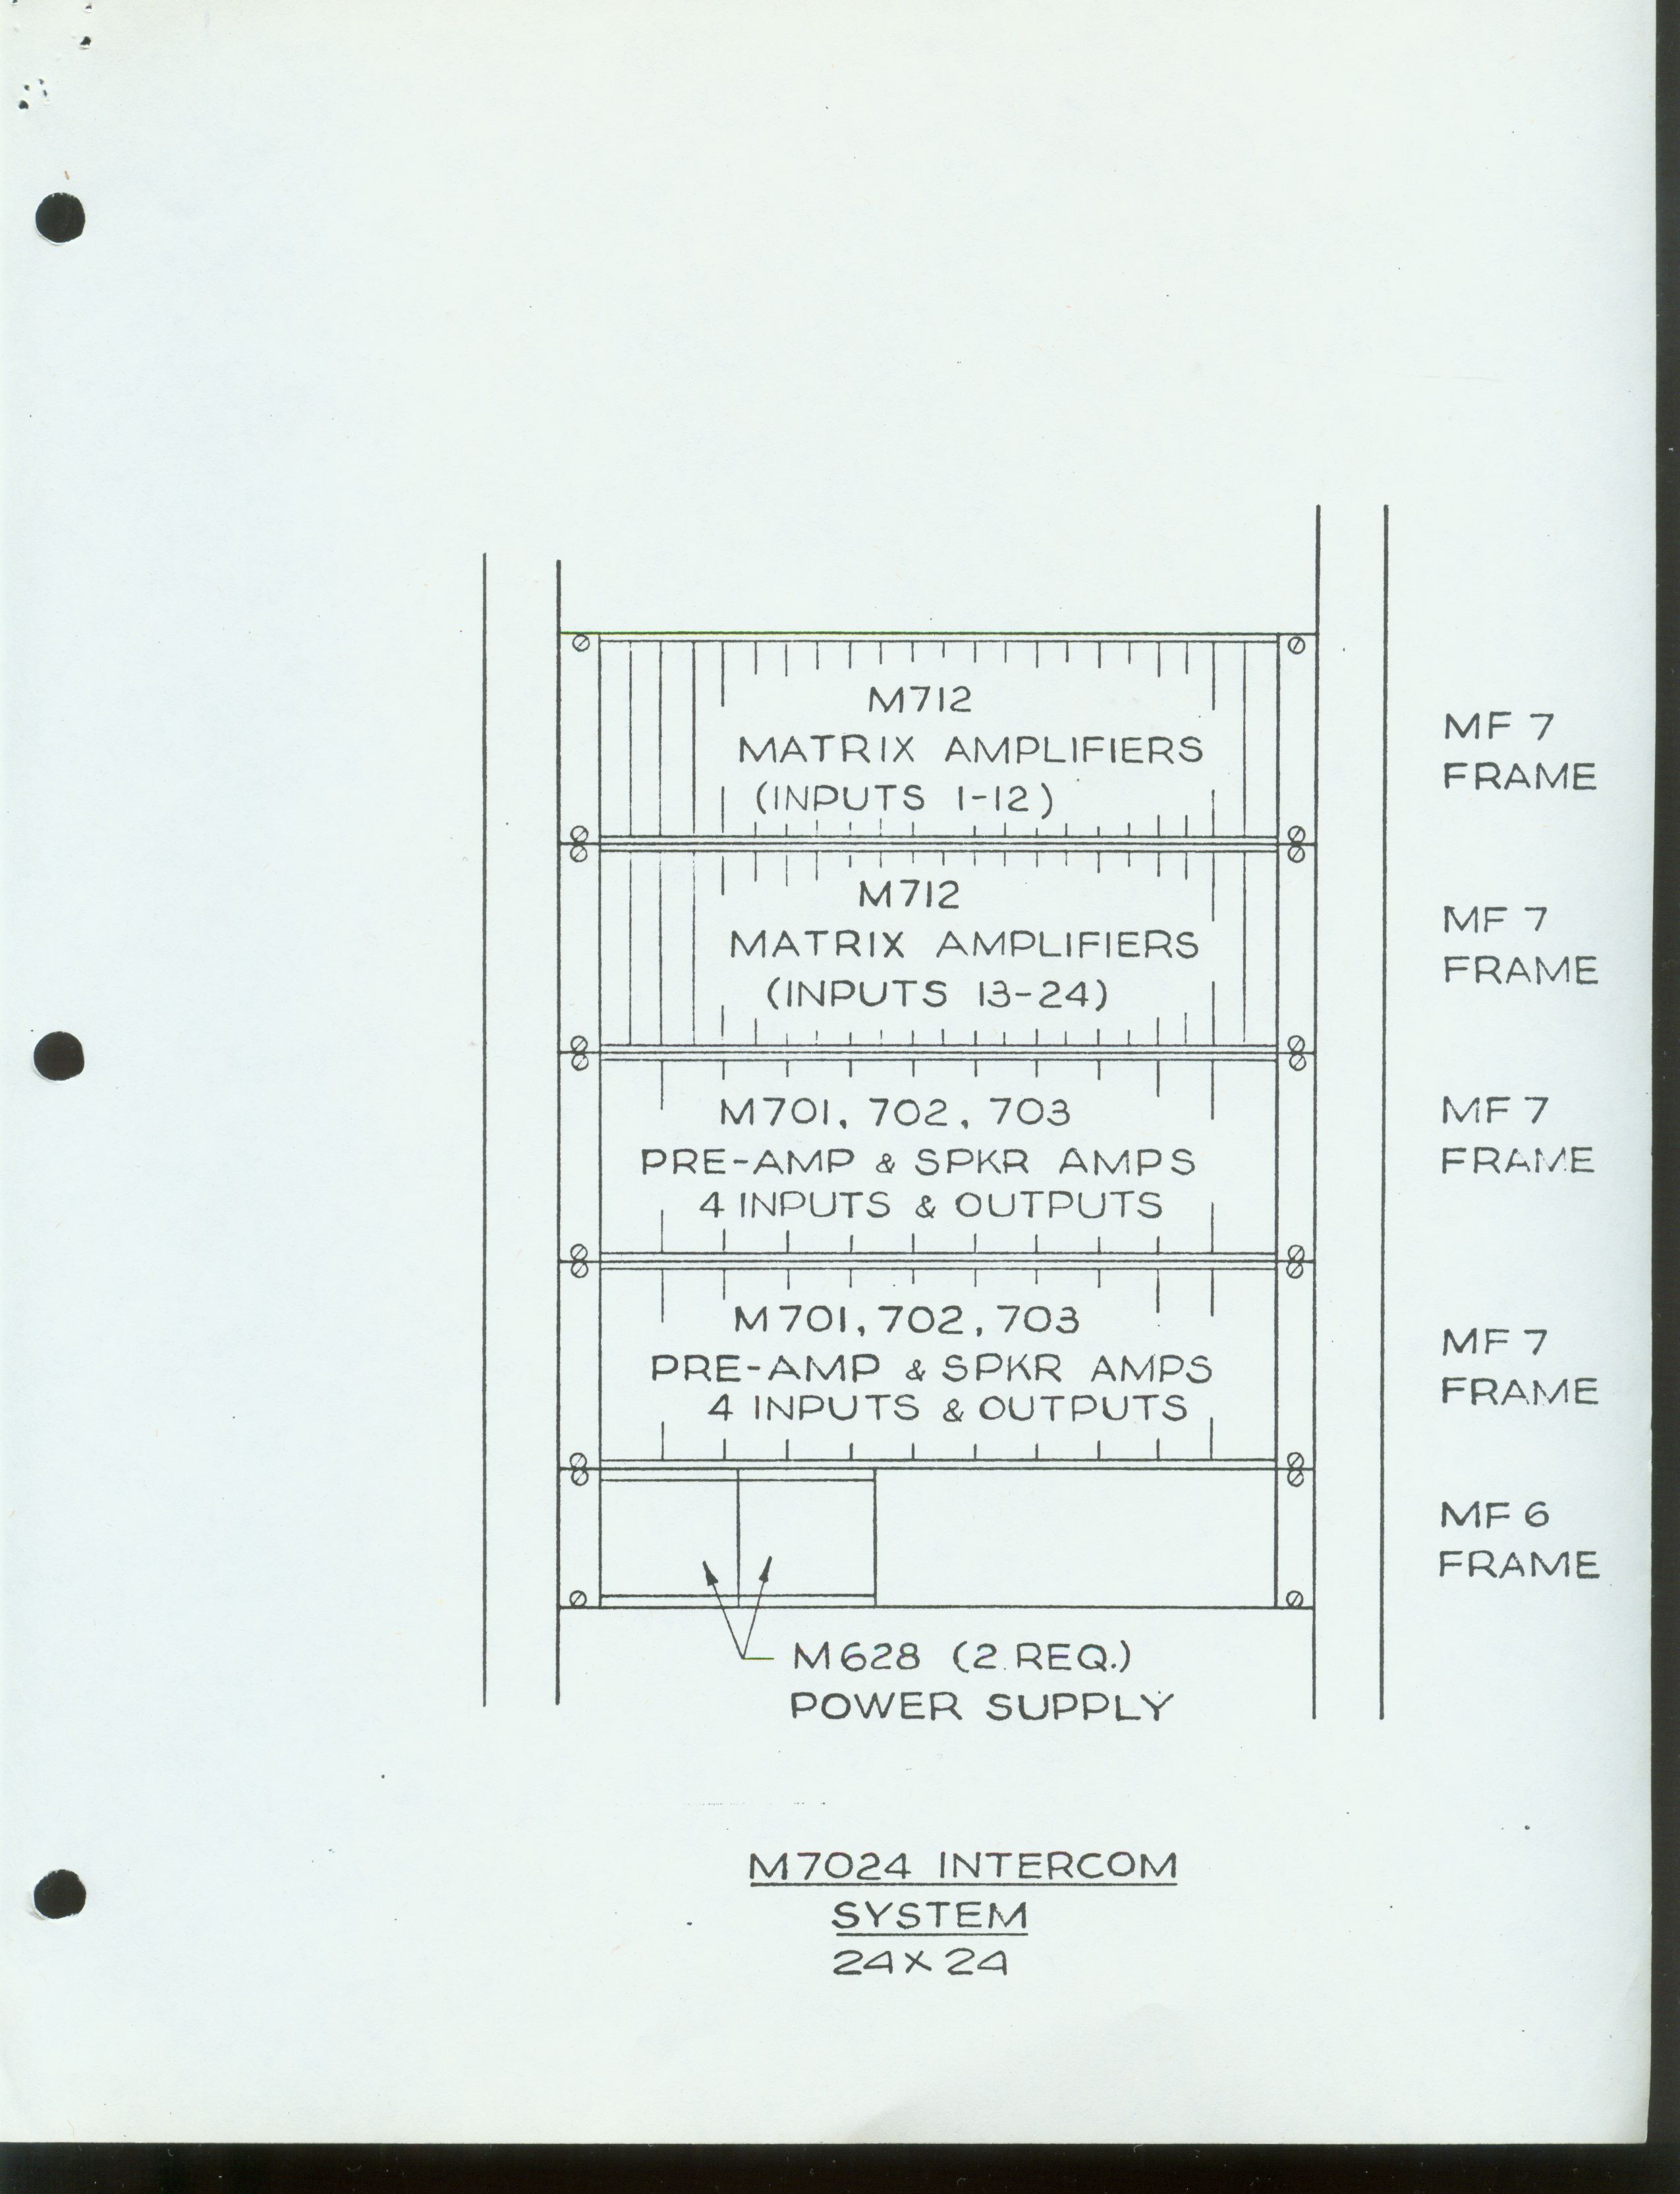 M712
MATRIX AMPLIFIERS
(INPUTS 1-12)
MF 7
FRAME
M712
MATRIX AMPLIFIERS
(INPUTS 13-24)
MF 7
FRAME
M701, 702, 703
PRE-AMP & SPKR AMPS
4 INPUTS & OUTPUTS
MF 7
FRAME
M701, 702, 703
PRE-AMP & SPKR AMPS
4 INPUTS & OUTPUTS
MF 7
FRAME
MF 6
FRAME
M628 (2 REQ.)
POWER SUPPLY
M7024 INTERCOM
SYSTEM
24X24